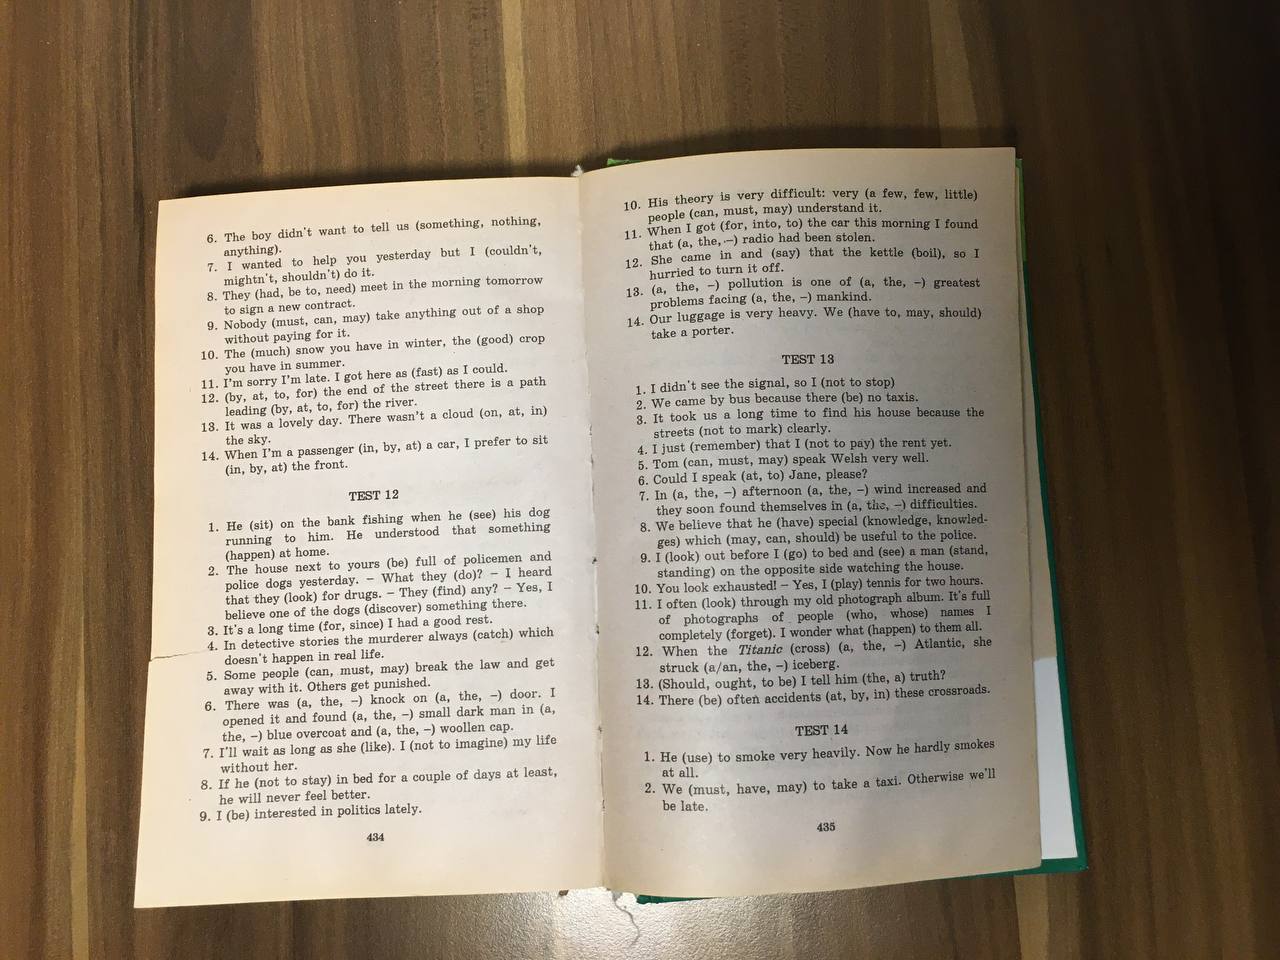 6. The boy didn't want to tell us (something, nothing,
anything).
7. I wanted to help you yesterday but I (couldn't,
mightn't, shouldn't) do it.
8. They (had, be to, need) meet in the morning tomorrow
to sign a new contract.
9. Nobody (must, can, may) take anything out of a shop
without paying for it.
10. The (much) snow you have in winter, the (good) crop
you have in summer.
11. I'm sorry I'm late. I got here as (fast) as I could.
12. (by, at, to, for) the end of the street there is a path
leading (by, at, to, for) the river.
13. It was a lovely day. There wasn't a cloud (on, at, in)
the sky.
14. When I'm a passenger (in, by, at) a car, I prefer to sit
(in, by, at) the front.
TEST 12
1. He (sit) on the bank fishing when he (see) his dog
running to him. He understood that something
(happen) at home.
2. The house next to yours (be) full of policemen and
police dogs yesterday. – What they (do)? – I heard
that they (look) for drugs. – They (find) any? – Yes, I
believe one of the dogs (discover) something there.
3. It's a long time (for, since) I had a good rest.
4. In detective stories the murderer always (catch) which
doesn't happen in real life.
5. Some people (can, must, may) break the law and get
away with it. Others get punished.
6. There was (a, the, –) knock on (a, the, –) door. I
opened it and found (a, the, –) small dark man in (a,
the, –) blue overcoat and (a, the, –) woollen cap.
7. I'll wait as long as she (like). I (not to imagine) my life
without her.
8. If he (not to stay) in bed for a couple of days at least,
he will never feel better.
9. I (be) interested in politics lately.
434
10. His theory is very difficult: very (a few, few, little)
people (can, must, may) understand it.
11. When I got (for, into, to) the car this morning I found
that (a, the, –) radio had been stolen.
12. She came in and (say) that the kettle (boil), so I
hurried to turn it off.
13. (a, the, –) pollution is one of (a, the, –) greatest
problems facing (a, the, –) mankind.
14. Our luggage is very heavy. We (have to, may, should)
take a porter.
TEST 13
1. I didn't see the signal, so I (not to stop)
2. We came by bus because there (be) no taxis.
3. It took us a long time to find his house because the
streets (not to mark) clearly.
4. I just (remember) that I (not to pay) the rent yet.
5. Tom (can, must, may) speak Welsh very well.
6. Could I speak (at, to) Jane, please?
7. In (a, the, –) afternoon (a, the, –) wind increased and
they soon found themselves in (a, the, –) difficulties.
8. We believe that he (have) special (knowledge, knowled-
ges) which (may, can, should) be useful to the police.
9. I (look) out before I (go) to bed and (see) a man (stand,
standing) on the opposite side watching the house.
10. You look exhausted! – Yes, I (play) tennis for two hours.
11. I often (look) through my old photograph album. It's full
of photographs of people (who, whose) names I
completely (forget). I wonder what (happen) to them all.
12. When the Titanic (cross) (a, the, –) Atlantic, she
struck (a/an, the, –) iceberg.
13. (Should, ought, to be) I tell him (the, a) truth?
14. There (be) often accidents (at, by, in) these crossroads.
TEST 14
1. He (use) to smoke very heavily. Now he hardly smokes
at all.
2. We (must, have, may) to take a taxi. Otherwise we'll
be late.
435